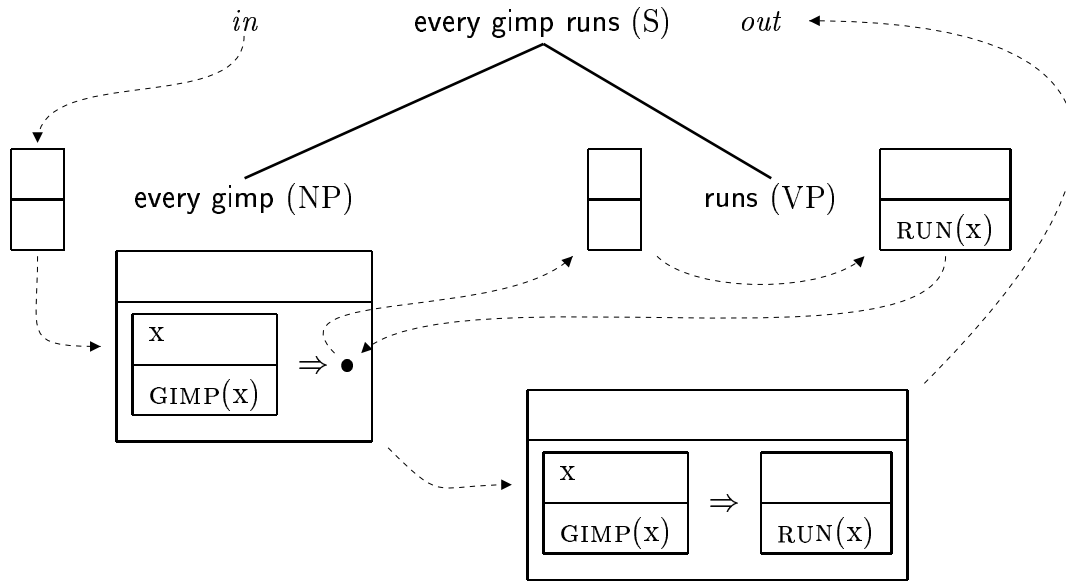 in every gimp runs (S) out
every gimp (NP) runs (VP)
RUN(x)
x
⇒ •
GIMP(x)
x
⇒
GIMP(x) RUN(x)